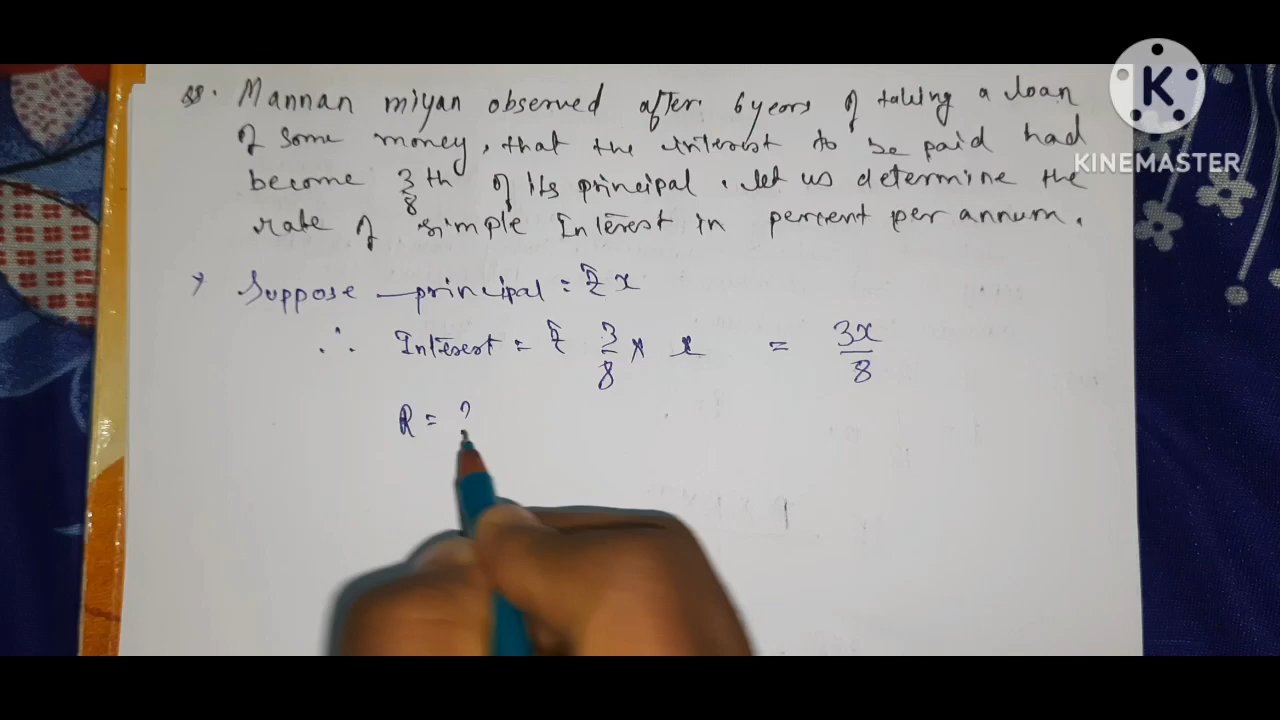 Mannan miyan observed after 6 years of taking a loan
of some money, that the interest to be paid had
become 3/8 th of its principal. let us determine the
rate of simple Interest in percent per annum.
Suppose principal = ₹ x
∴ Interest = ₹ 3/8 × x = 3x/8
R = ?
K
KINEMASTER